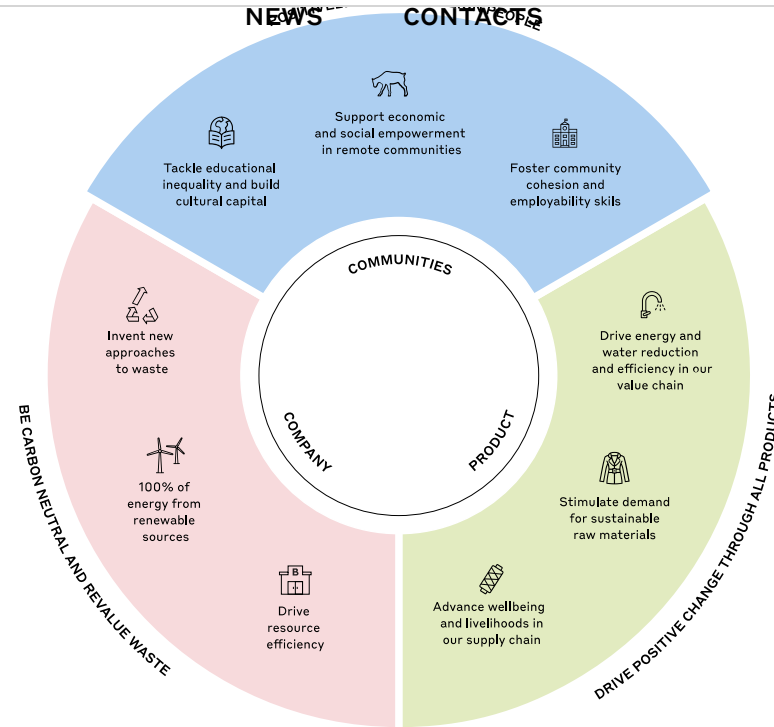 NEWS
CONTACTS
PEOPLE
Support economic
and social empowerment
in remote communities
Tackle educational
inequality and build
cultural capital
Foster community
cohesion and
employability skils
COMMUNITIES
Invent new
approaches
to waste
Drive energy and
water reduction
and efficiency in our
value chain
COMPANY
PRODUCT
100% of
energy from
renewable
sources
Stimulate demand
for sustainable
raw materials
B
Drive
resource
efficiency
Advance wellbeing
and livelihoods in
our supply chain
BE CARBON NEUTRAL AND REVALUE WASTE
DRIVE POSITIVE CHANGE THROUGH ALL PRODUCTS